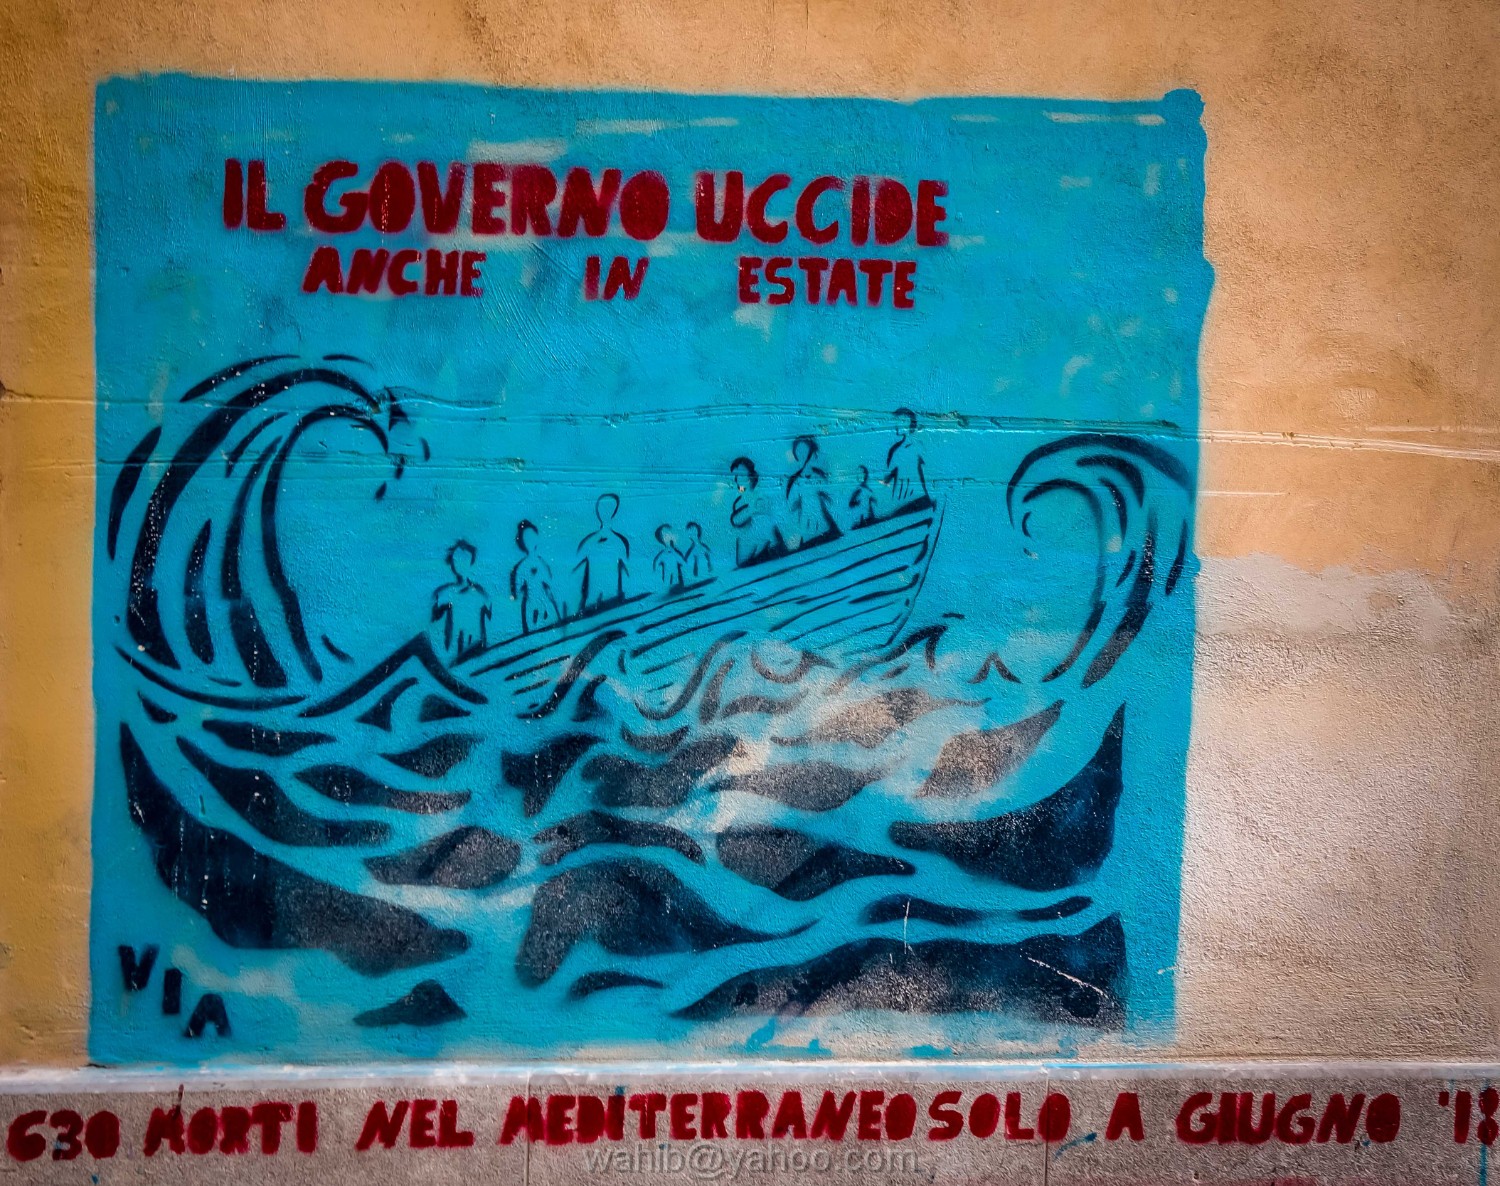 IL GOVERNO UCCIDE
ANCHE IN ESTATE
VIA
630 MORTI NEL MEDITERRANEO SOLO A GIUGNO '18
wahib@yahoo.com